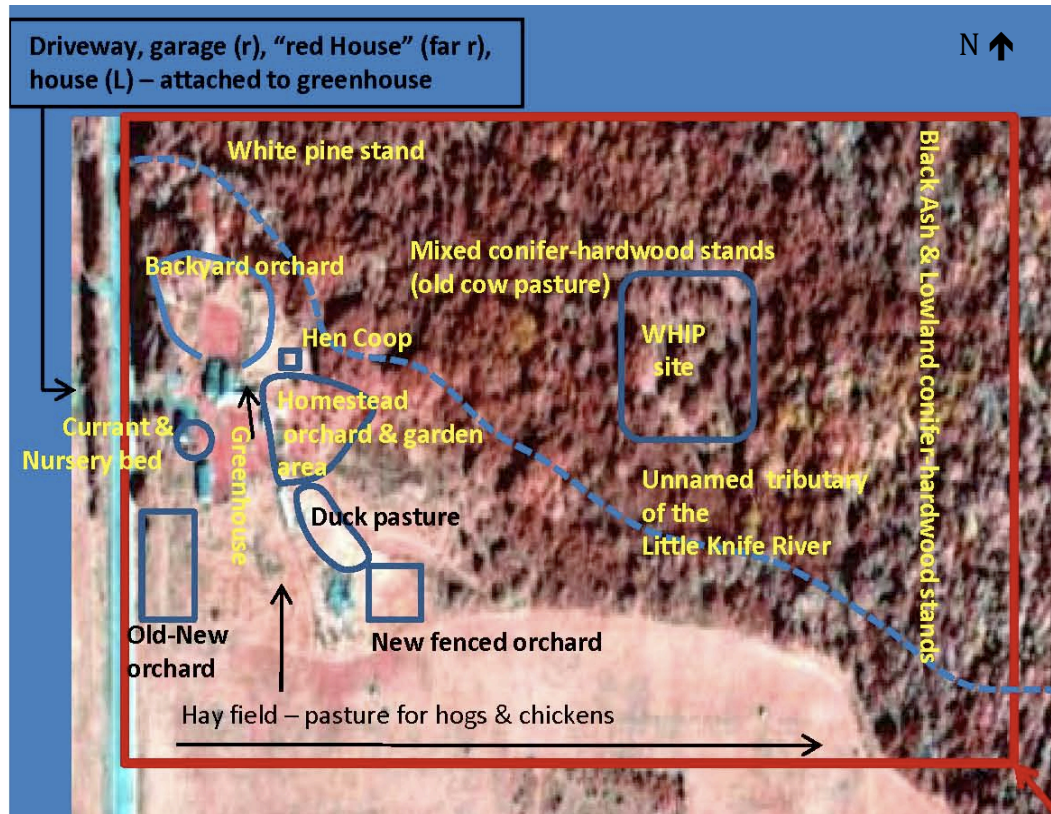 Driveway, garage (r), “red House” (far r),
house (L) – attached to greenhouse
N
White pine stand
Black Ash & Lowland conifer-hardwood stands
Mixed conifer-hardwood stands
(old cow pasture)
Backyard orchard
Hen Coop
WHIP
site
Homestead
orchard & garden
area
Currant &
Nursery bed
Greenhouse
Unnamed tributary
of the
Little Knife River
Duck pasture
Old-New
orchard
New fenced orchard
Hay field – pasture for hogs & chickens